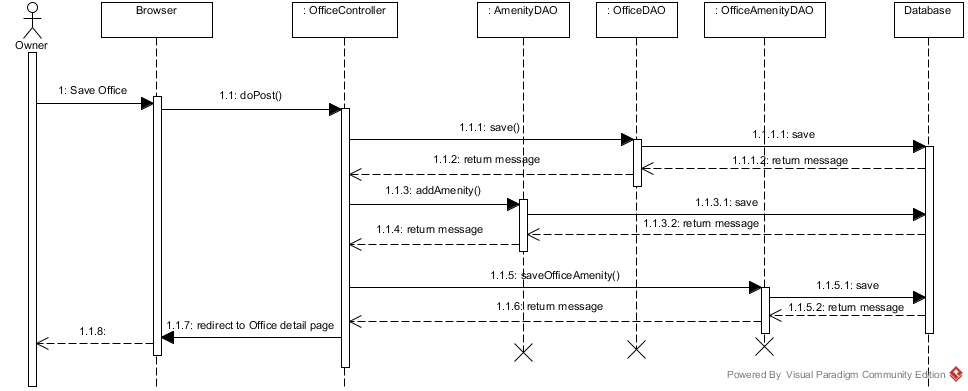 Browser
: OfficeController
: AmenityDAO
: OfficeDAO
: OfficeAmenityDAO
Database
Owner
1: Save Office
1.1: doPost()
1.1.1: save()
1.1.1.1: save
1.1.2: return message
1.1.1.2: return message
1.1.3: addAmenity()
1.1.3.1: save
1.1.4: return message
1.1.3.2: return message
1.1.5: saveOfficeAmenity()
1.1.5.1: save
1.1.6: return message
1.1.5.2: return message
1.1.7: redirect to Office detail page
1.1.8:
Powered By Visual Paradigm Community Edition